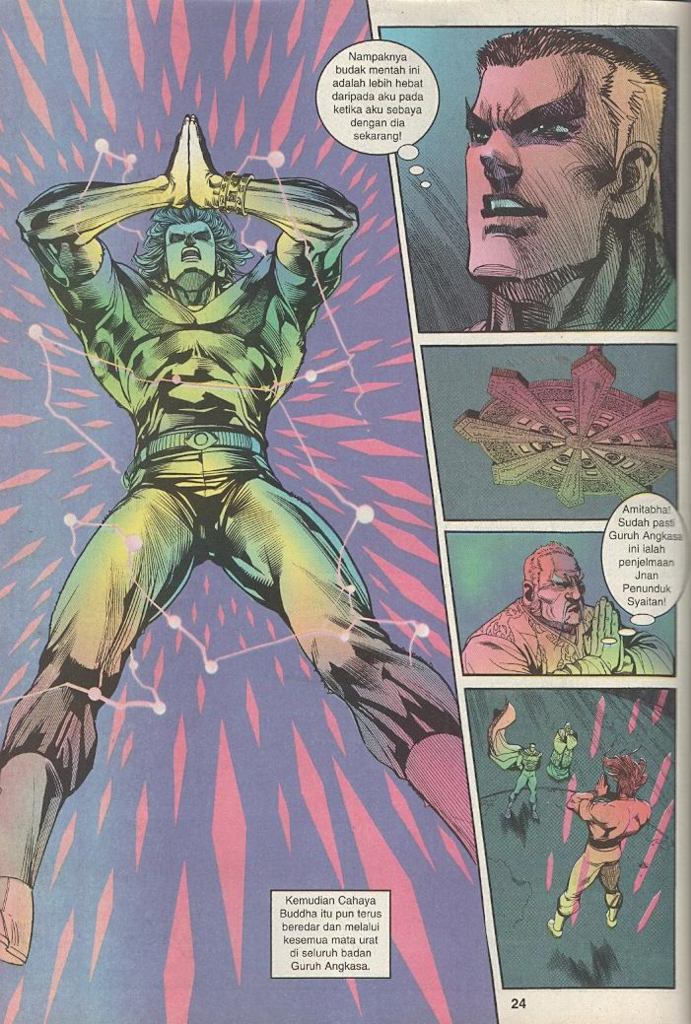 Nampaknya
budak mentah ini
adalah lebih hebat
daripada aku pada
ketika aku sebaya
dengan dia
sekarang!
Amitabha!
Sudah pasti
Guruh Angkasa
ini ialah
penjelmaan
Jnan
Penunduk
Syaitan!
Kemudian Cahaya
Buddha itu pun terus
beredar dan melalui
kesemua mata urat
di seluruh badan
Guruh Angkasa.
24